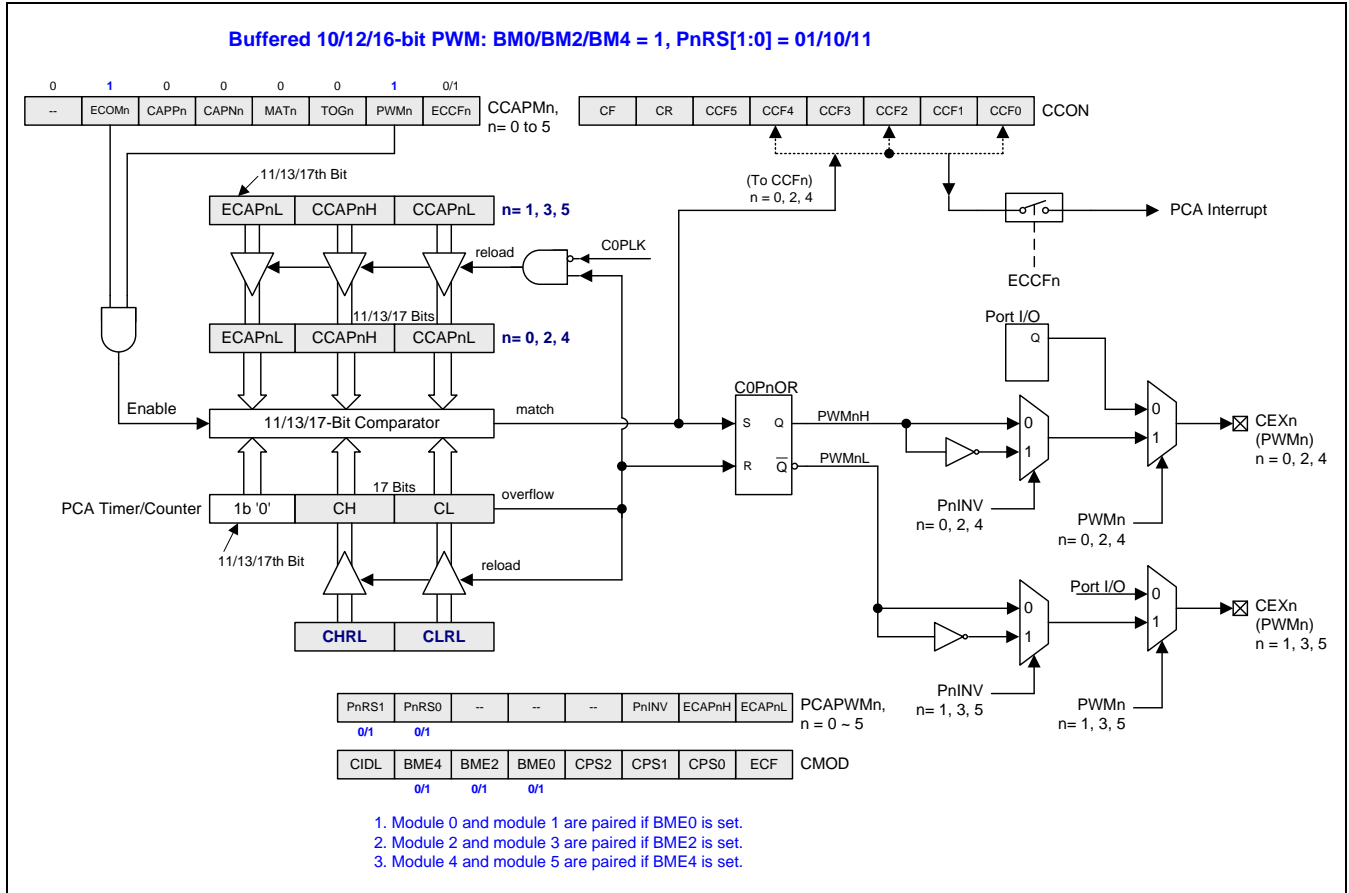 Buffered 10/12/16-bit PWM: BM0/BM2/BM4 = 1, PnRS[1:0] = 01/10/11
0 1 0 0 0 0 1 0/1
-- ECOMn CAPPn CAPNn MATn TOGn PWMn ECCFn
CCAPMn,
n= 0 to 5
CF CR CCF5 CCF4 CCF3 CCF2 CCF1 CCF0 CCON
11/13/17th Bit
ECAPnL CCAPnH CCAPnL n= 1, 3, 5
(To CCFn)
n = 0, 2, 4
PCA Interrupt
ECCFn
reload
C0PLK
11/13/17 Bits
ECAPnL CCAPnH CCAPnL n= 0, 2, 4
Port I/O
Q
Enable
11/13/17-Bit Comparator
match
C0PnOR
S Q
R Q
PWMnH
PWMnL
0
1
PnINV
n= 0, 2, 4
0
1
PWMn
n= 0, 2, 4
CEXn
(PWMn)
n = 0, 2, 4
17 Bits
PCA Timer/Counter 1b '0' CH CL
overflow
11/13/17th Bit
reload
CHRL CLRL
0
1
PnINV
n= 1, 3, 5
Port I/O
0
1
PWMn
n= 1, 3, 5
CEXn
(PWMn)
n = 1, 3, 5
PnRS1 PnRS0 -- -- -- PnINV ECAPnH ECAPnL
PCAPWMn,
n = 0 ~ 5
0/1 0/1
CIDL BME4 BME2 BME0 CPS2 CPS1 CPS0 ECF CMOD
0/1 0/1 0/1
1. Module 0 and module 1 are paired if BME0 is set.
2. Module 2 and module 3 are paired if BME2 is set.
3. Module 4 and module 5 are paired if BME4 is set.